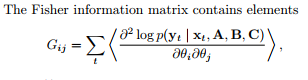 The Fisher information matrix contains elements
G_{ij} = \sum_t \left\langle \frac{\partial^2 \log p(\mathbf{y}_t \mid \mathbf{x}_t, \mathbf{A}, \mathbf{B}, \mathbf{C})}{\partial\theta_i \partial\theta_j} \right\rangle,